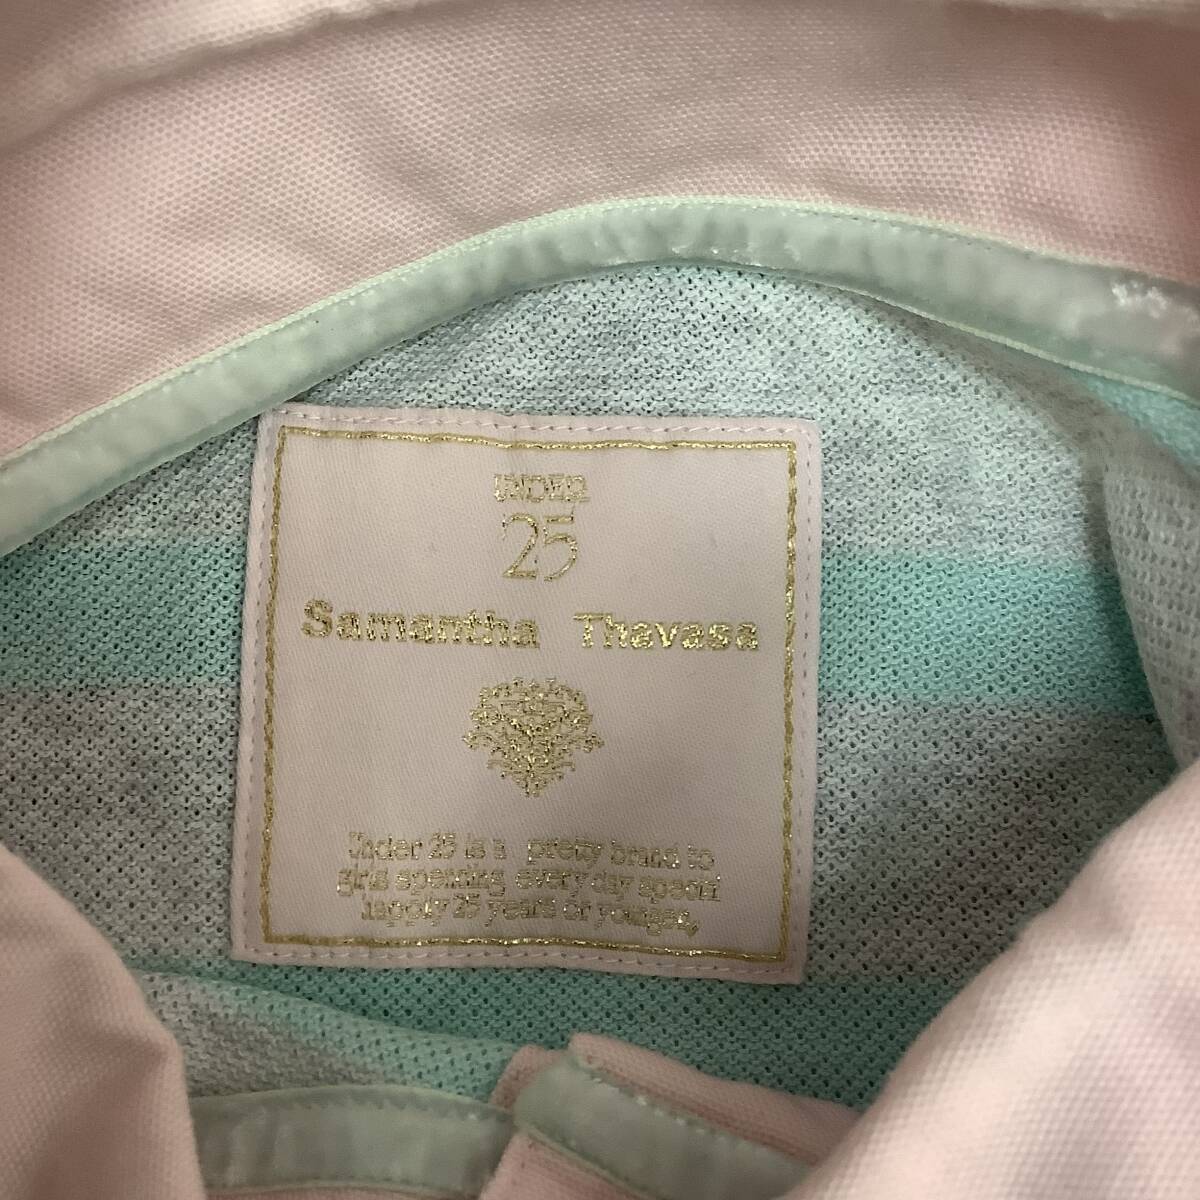 UNDER
25
Samantha Thavasa
Under 25 is a pretty brand to
girls spending every day speciri
happily 25 years or younger,